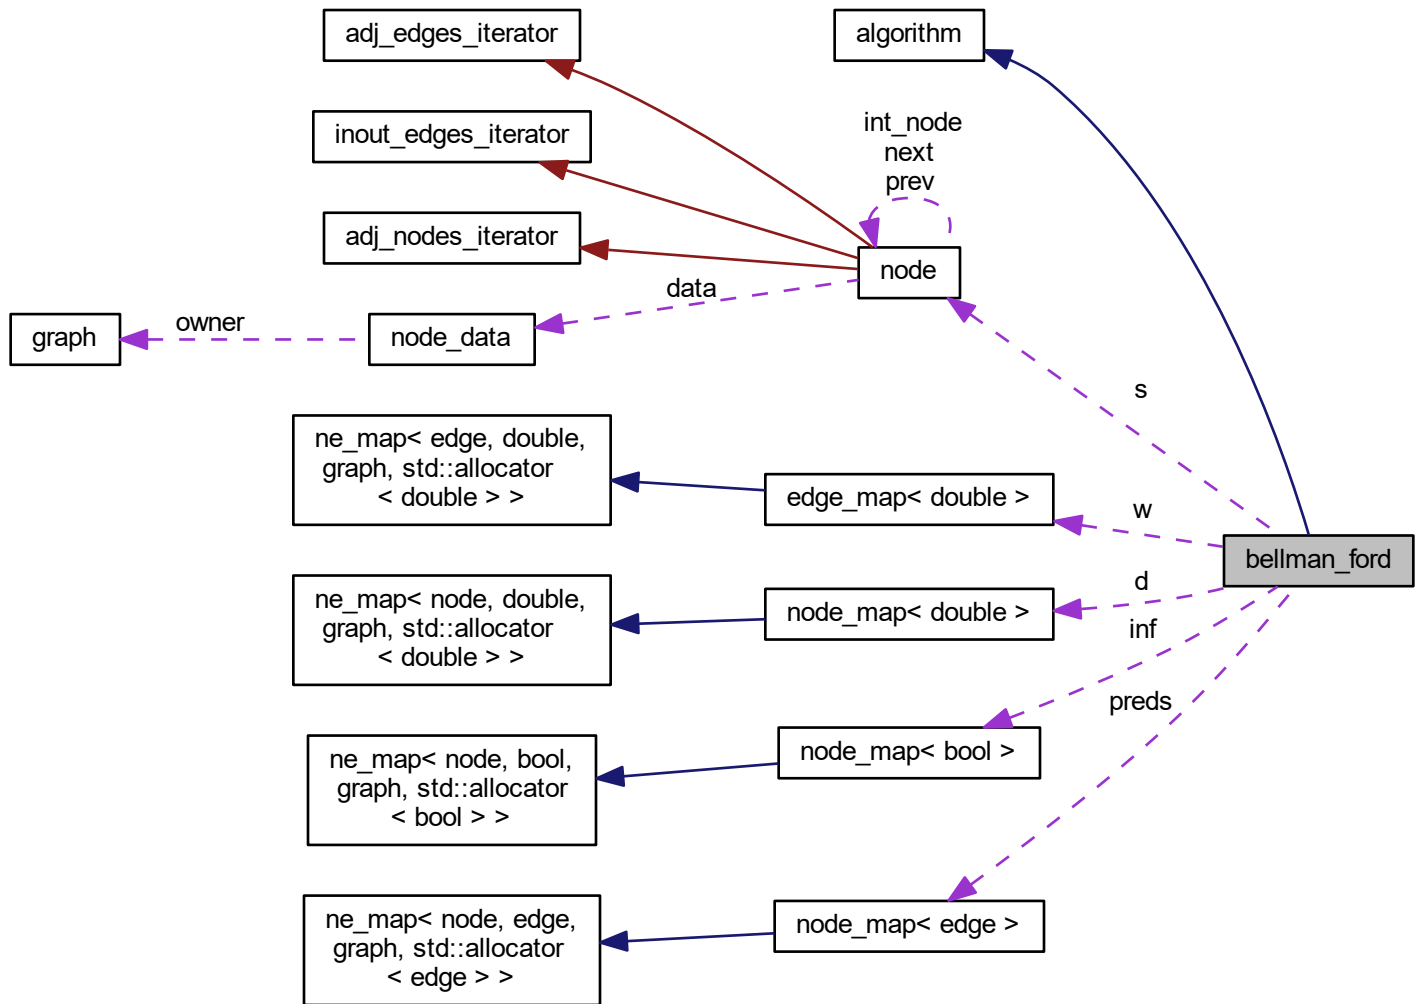 adj_edges_iterator
algorithm
inout_edges_iterator
int_node
next
prev
adj_nodes_iterator
node
data
owner
graph
node_data
s
ne_map< edge, double,
graph, std::allocator
< double > >
edge_map< double >
w
bellman_ford
ne_map< node, double,
graph, std::allocator
< double > >
node_map< double >
d
inf
preds
ne_map< node, bool,
graph, std::allocator
< bool > >
node_map< bool >
ne_map< node, edge,
graph, std::allocator
< edge > >
node_map< edge >